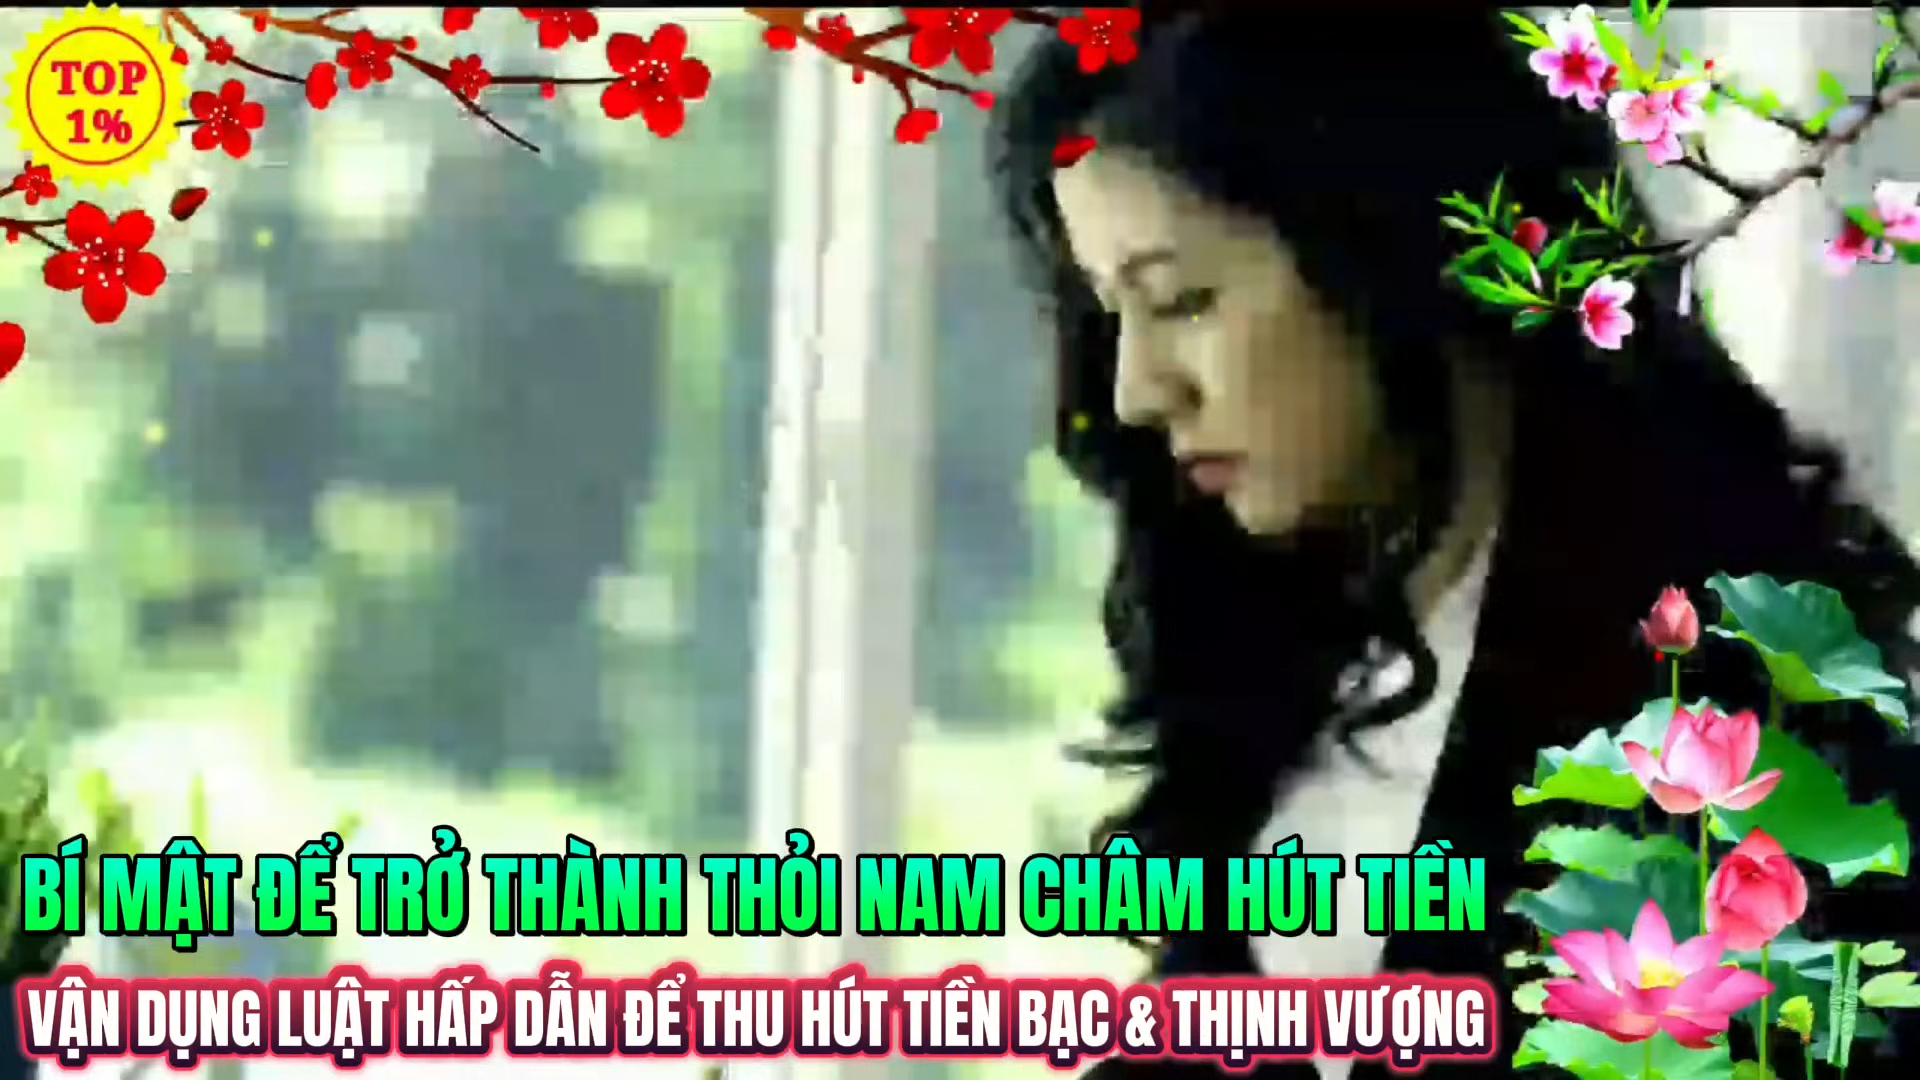 TOP
1%
BÍ MẬT ĐỂ TRỞ THÀNH THỎI NAM CHÂM HÚT TIỀN
VẬN DỤNG LUẬT HẤP DẪN ĐỂ THU HÚT TIỀN BẠC & THỊNH VƯỢNG